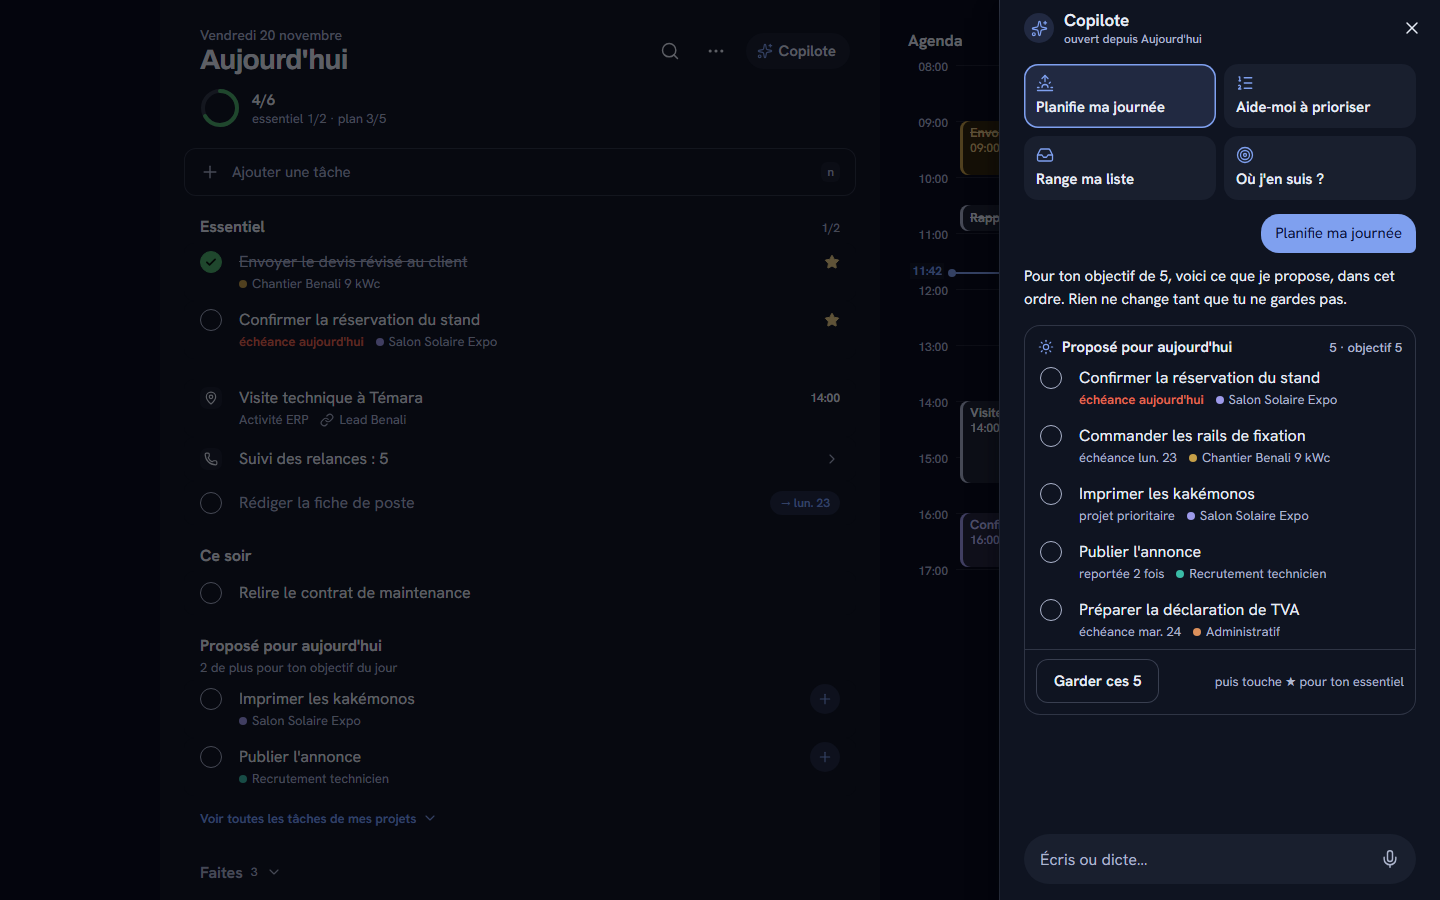 Vendredi 20 novembre
Aujourd'hui
Copilote
4/6
essentiel 1/2 · plan 3/5
Ajouter une tâche
n
Essentiel
1/2
Envoyer le devis révisé au client
Chantier Benali 9 kWc
Confirmer la réservation du stand
échéance aujourd'hui
Salon Solaire Expo
Visite technique à Témara
14:00
Activité ERP
Lead Benali
Suivi des relances : 5
Rédiger la fiche de poste
→ lun. 23
Ce soir
Relire le contrat de maintenance
Proposé pour aujourd'hui
2 de plus pour ton objectif du jour
Imprimer les kakémonos
Salon Solaire Expo
Publier l'annonce
Recrutement technicien
Voir toutes les tâches de mes projets
Faites 3
Agenda
08:00
09:00
Envo
09:00
10:00
Rapp
11:00
11:42
12:00
13:00
14:00
Visite
14:00
15:00
16:00
Conf
16:00
17:00
Copilote
ouvert depuis Aujourd'hui
Planifie ma journée
Aide-moi à prioriser
Range ma liste
Où j'en suis ?
Planifie ma journée
Pour ton objectif de 5, voici ce que je propose, dans cet
ordre. Rien ne change tant que tu ne gardes pas.
Proposé pour aujourd'hui
5 · objectif 5
Confirmer la réservation du stand
échéance aujourd'hui
Salon Solaire Expo
Commander les rails de fixation
échéance lun. 23
Chantier Benali 9 kWc
Imprimer les kakémonos
projet prioritaire
Salon Solaire Expo
Publier l'annonce
reportée 2 fois
Recrutement technicien
Préparer la déclaration de TVA
échéance mar. 24
Administratif
Garder ces 5
puis touche ★ pour ton essentiel
Écris ou dicte...